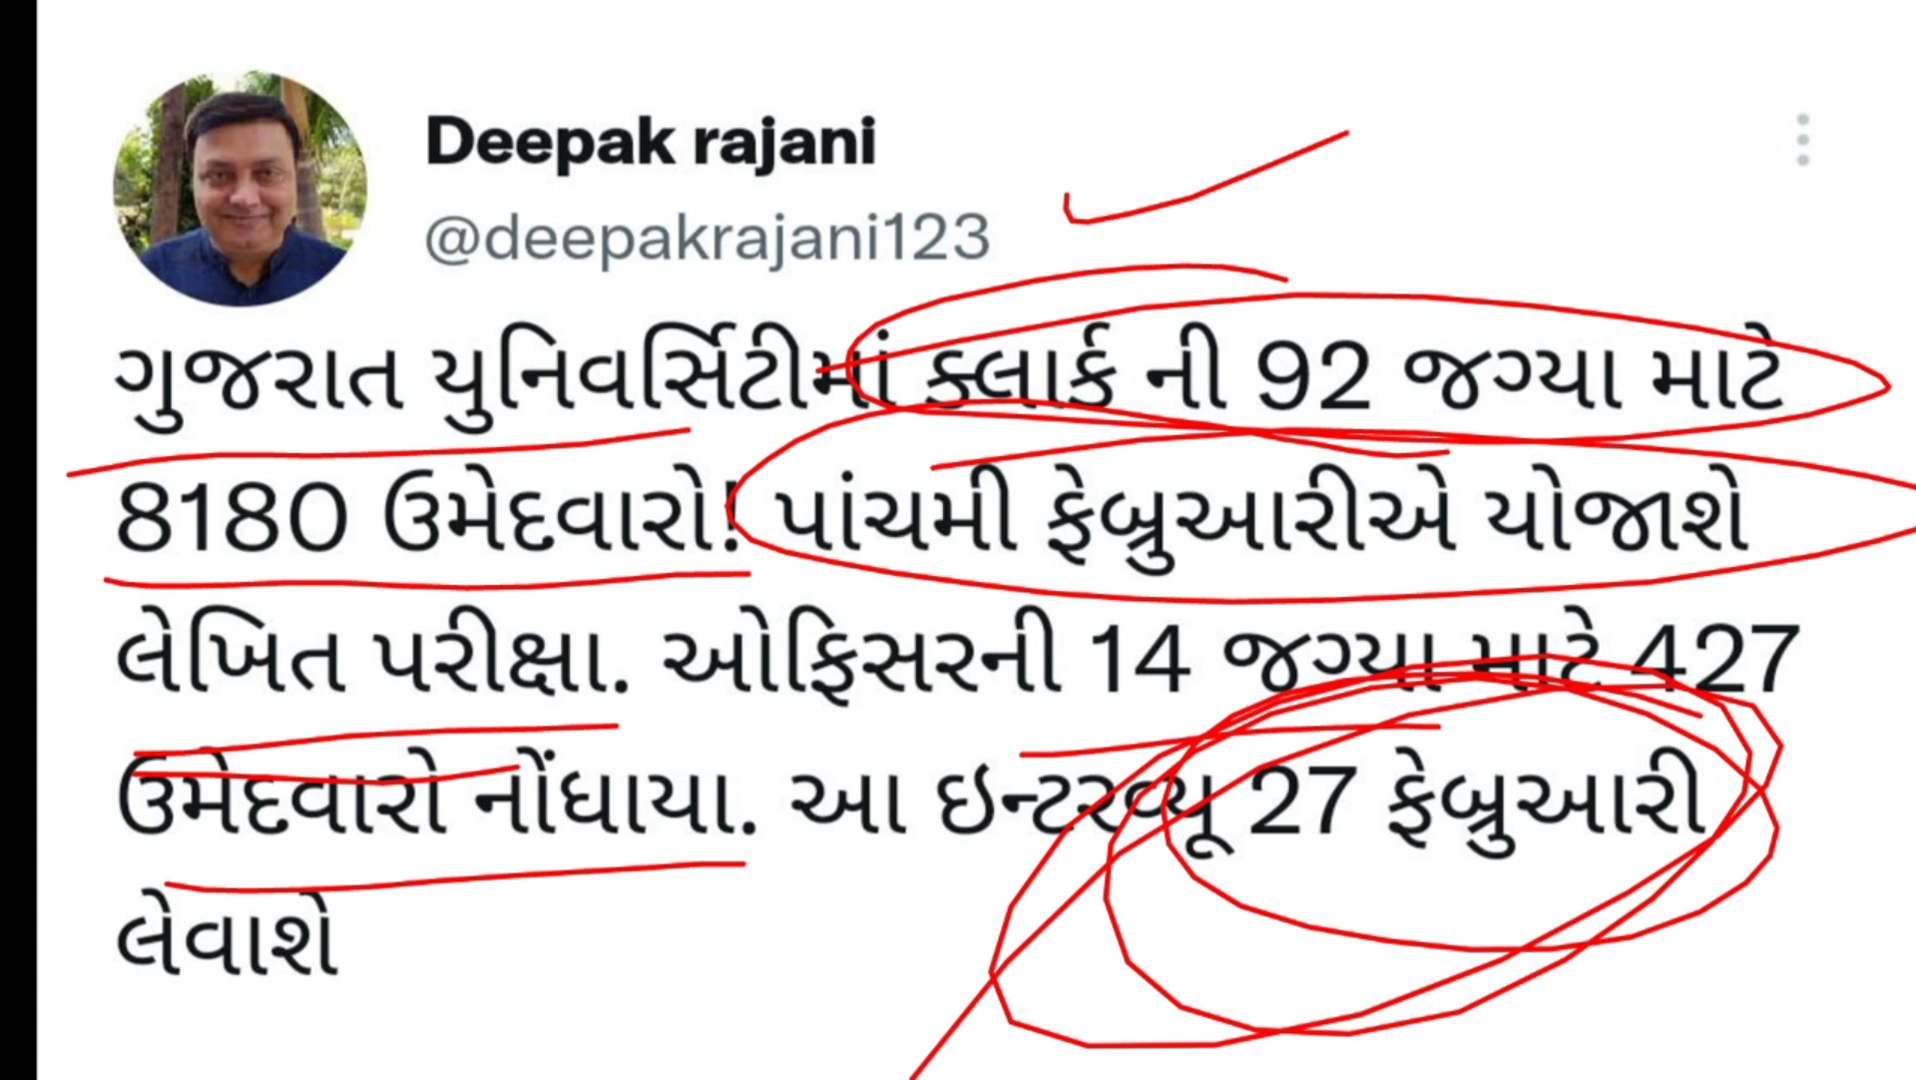 Deepak rajani
@deepakrajani123
ગુજરાત યુનિવર્સિટીમાં ક્લાર્ક ની 92 જગ્યા માટે
8180 ઉમેદવારો! પાંચમી ફેબ્રુઆરીએ યોજાશે
લેખિત પરીક્ષા. ઓફિસરની 14 જગ્યા માટે 427
ઉમેદવારો નોંધાયા. આ ઇન્ટરવ્યૂ 27 ફેબ્રુઆરી
લેવાશે